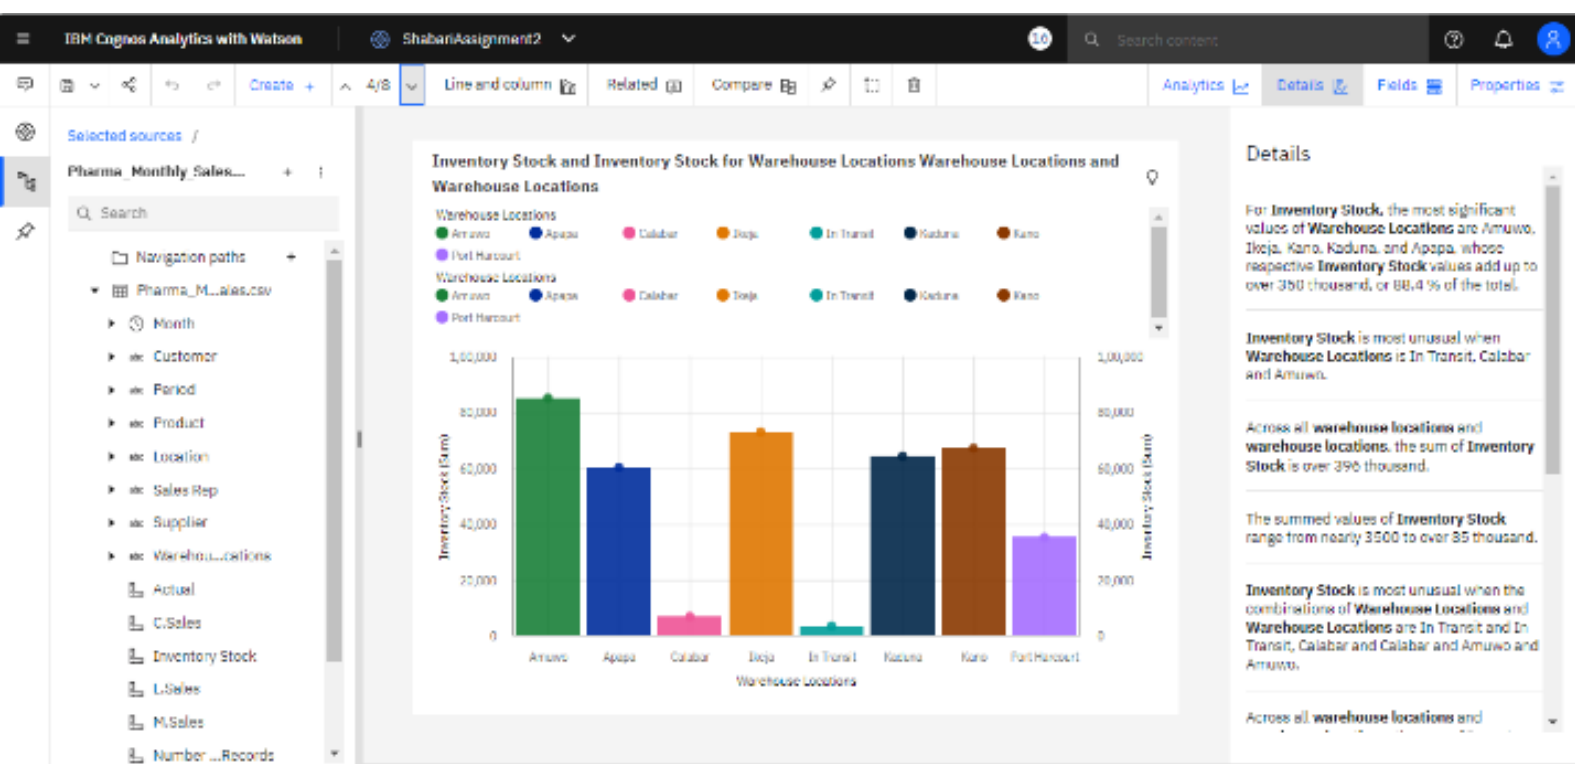 IBM Cognos Analytics with Watson
ShabariAssignment2
10
Search content
Create +
4/8
Line and column
Related
Compare
Analytics
Details
Fields
Properties
Selected sources /
Pharma_Monthly_Sales...
Search
Navigation paths
Pharma_M...ales.csv
Month
abc Customer
abc Period
abc Product
abc Location
abc Sales Rep
abc Supplier
abc Warehou...cations
Actual
C.Sales
Inventory Stock
L.Sales
M.Sales
Number ...Records
Inventory Stock and Inventory Stock for Warehouse Locations Warehouse Locations and
Warehouse Locations
Warehouse Locations
Amuwo Apapa Calabar Ikeja In Transit Kaduna Kano
Port Harcourt
Warehouse Locations
Amuwo Apapa Calabar Ikeja In Transit Kaduna Kano
Port Harcourt
1,00,000
80,000
60,000
40,000
20,000
0
Inventory Stock (Sum)
1,00,000
80,000
60,000
40,000
20,000
0
Inventory Stock (Sum)
Amuwo Apapa Calabar Ikeja In Transit Kaduna Kano Port Harcourt
Warehouse Locations
Details
For Inventory Stock, the most significant
values of Warehouse Locations are Amuwo,
Ikeja, Kano, Kaduna, and Apapa, whose
respective Inventory Stock values add up to
over 350 thousand, or 88.4 % of the total.
Inventory Stock is most unusual when
Warehouse Locations is In Transit, Calabar
and Amuwo.
Across all warehouse locations and
warehouse locations, the sum of Inventory
Stock is over 396 thousand.
The summed values of Inventory Stock
range from nearly 3500 to over 85 thousand.
Inventory Stock is most unusual when the
combinations of Warehouse Locations and
Warehouse Locations are In Transit and In
Transit, Calabar and Calabar and Amuwo and
Amuwo.
Across all warehouse locations and